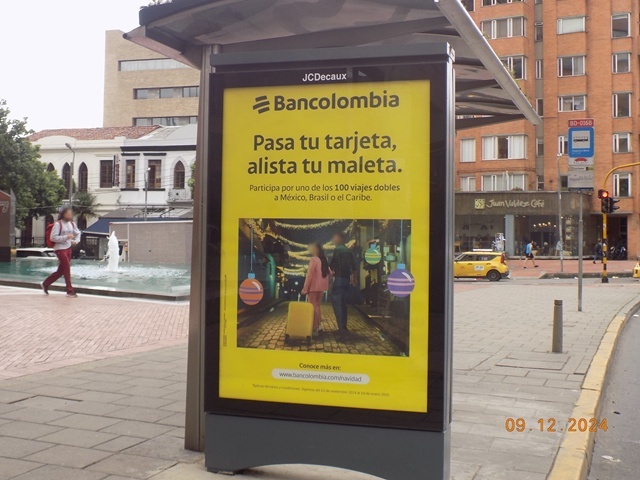 JCDecaux
Bancolombia
Pasa tu tarjeta,
alista tu maleta.
Participa por uno de los 100 viajes dobles
a México, Brasil o el Caribe.
Conoce más en:
www.bancolombia.com/navidad
Juan Valdez Café
09.12.2024